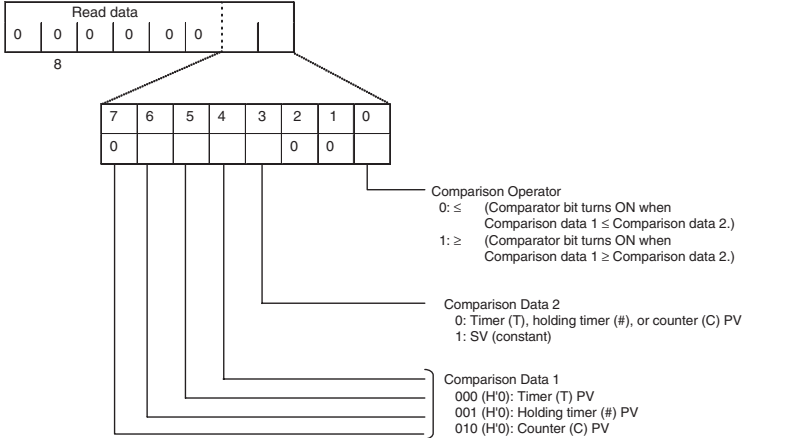 Read data
0 0 0 0 0 0
8
7 6 5 4 3 2 1 0
0 0 0
Comparison Operator
0: ≤ (Comparator bit turns ON when
Comparison data 1 ≤ Comparison data 2.)
1: ≥ (Comparator bit turns ON when
Comparison data 1 ≥ Comparison data 2.)
Comparison Data 2
0: Timer (T), holding timer (#), or counter (C) PV
1: SV (constant)
Comparison Data 1
000 (H'0): Timer (T) PV
001 (H'0): Holding timer (#) PV
010 (H'0): Counter (C) PV